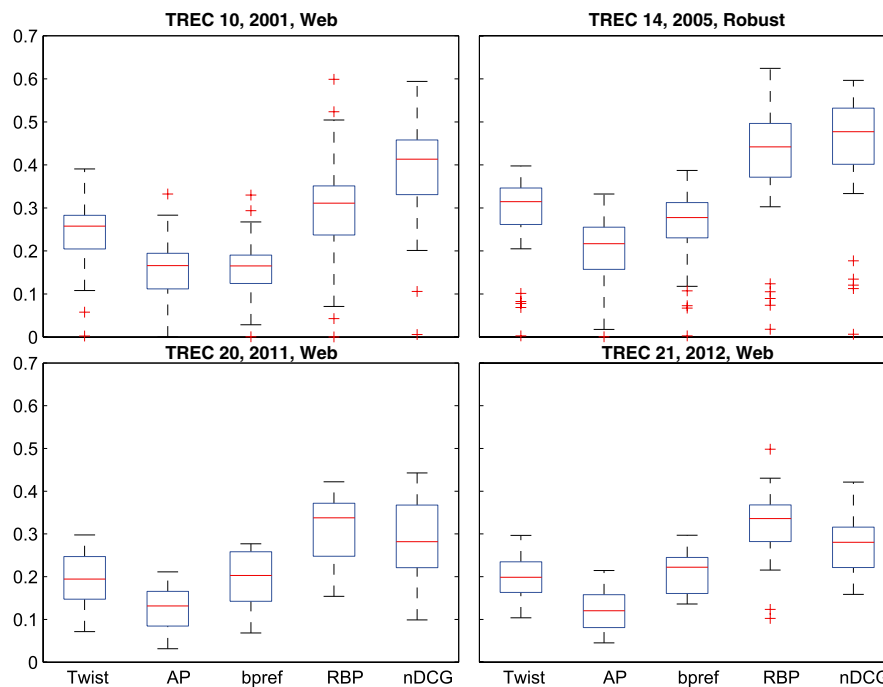 TREC 10, 2001, Web
TREC 14, 2005, Robust
0.7
0.6
0.5
0.4
0.3
0.2
0.1
0
TREC 20, 2011, Web
TREC 21, 2012, Web
0.7
0.6
0.5
0.4
0.3
0.2
0.1
0
Twist AP bpref RBP nDCG
Twist AP bpref RBP nDCG